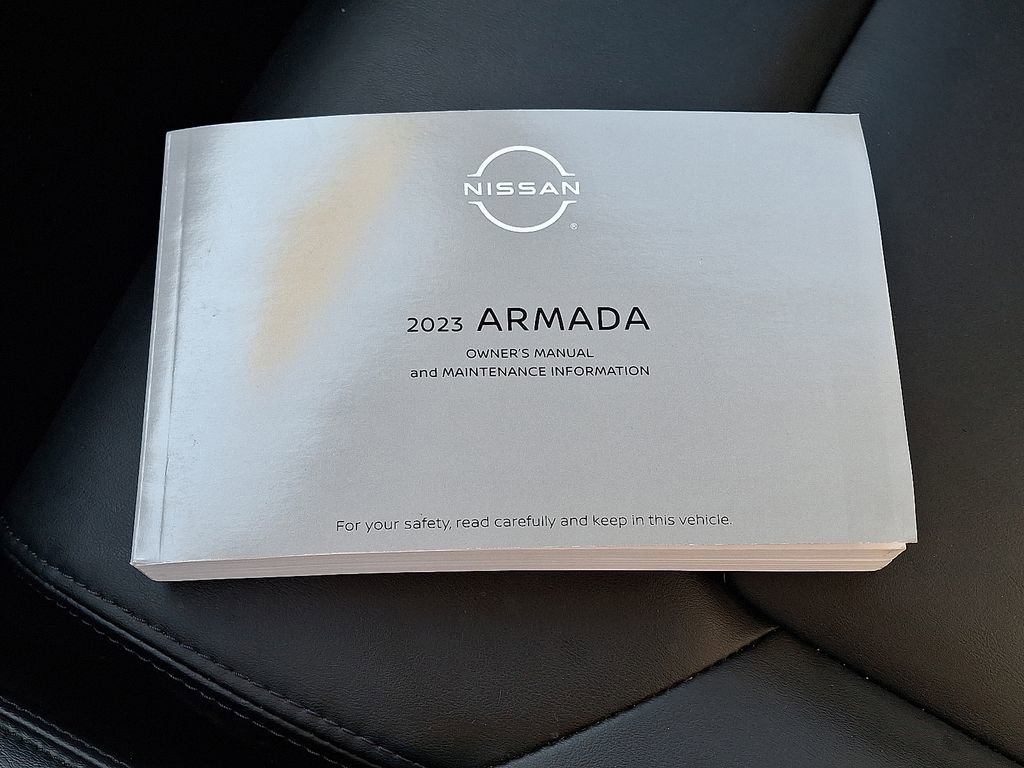 NISSAN
®
2023 ARMADA
OWNER'S MANUAL
and MAINTENANCE INFORMATION
For your safety, read carefully and keep in this vehicle.